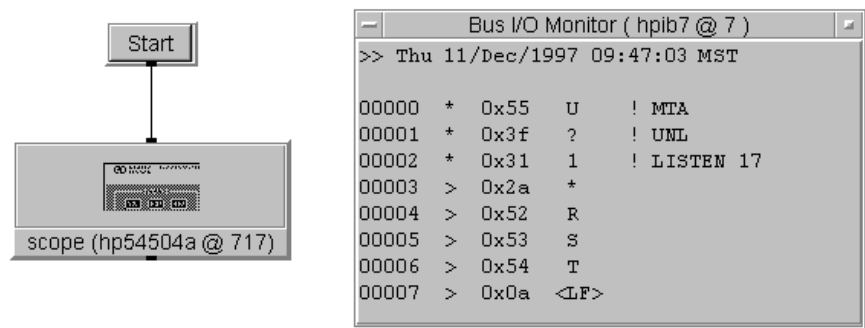 Start
scope (hp54504a @ 717)
Bus I/O Monitor ( hpib7 @ 7 )
>> Thu 11/Dec/1997 09:47:03 MST
00000 * 0x55 U ! MTA
00001 * 0x3f ? ! UNL
00002 * 0x31 1 ! LISTEN 17
00003 > 0x2a *
00004 > 0x52 R
00005 > 0x53 S
00006 > 0x54 T
00007 > 0x0a <LF>